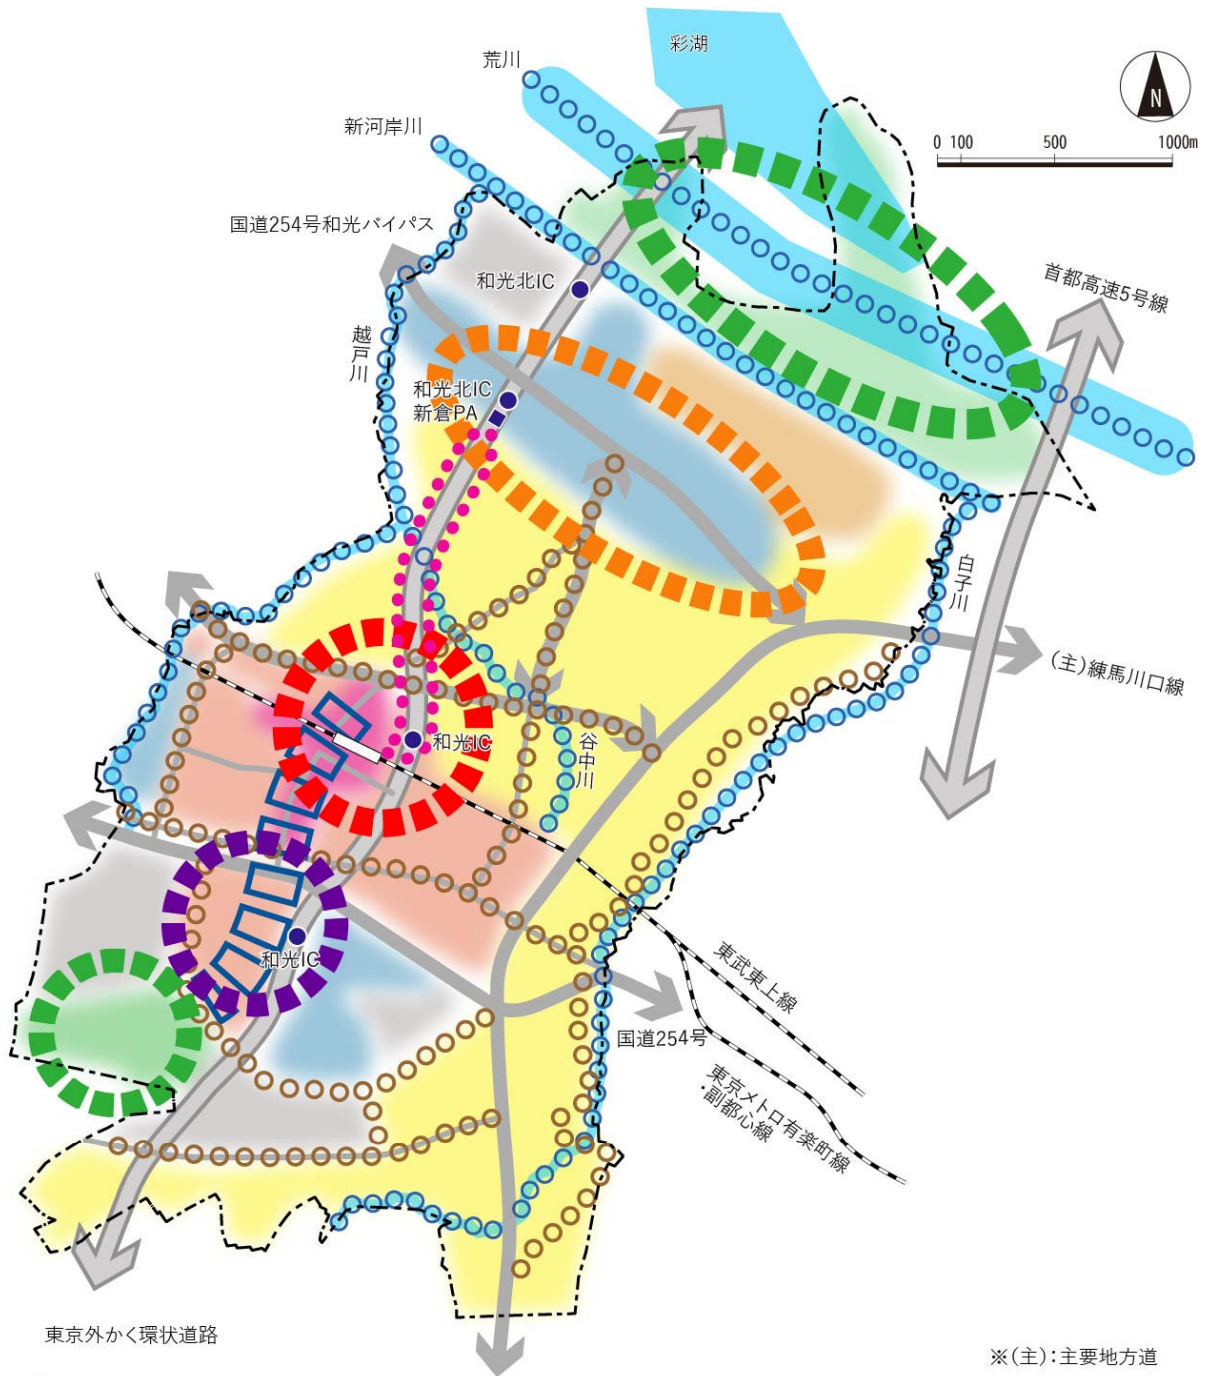 彩湖
荒川
新河岸川
N
0 100 500 1000m
国道254号和光バイパス
和光北IC
首都高速5号線
越戸川
和光北IC
新倉PA
白子川
(主)練馬川口線
和光IC
谷中川
和光IC
東武東上線
国道254号
東京メトロ有楽町線
・副都心線
東京外かく環状道路
※(主):主要地方道